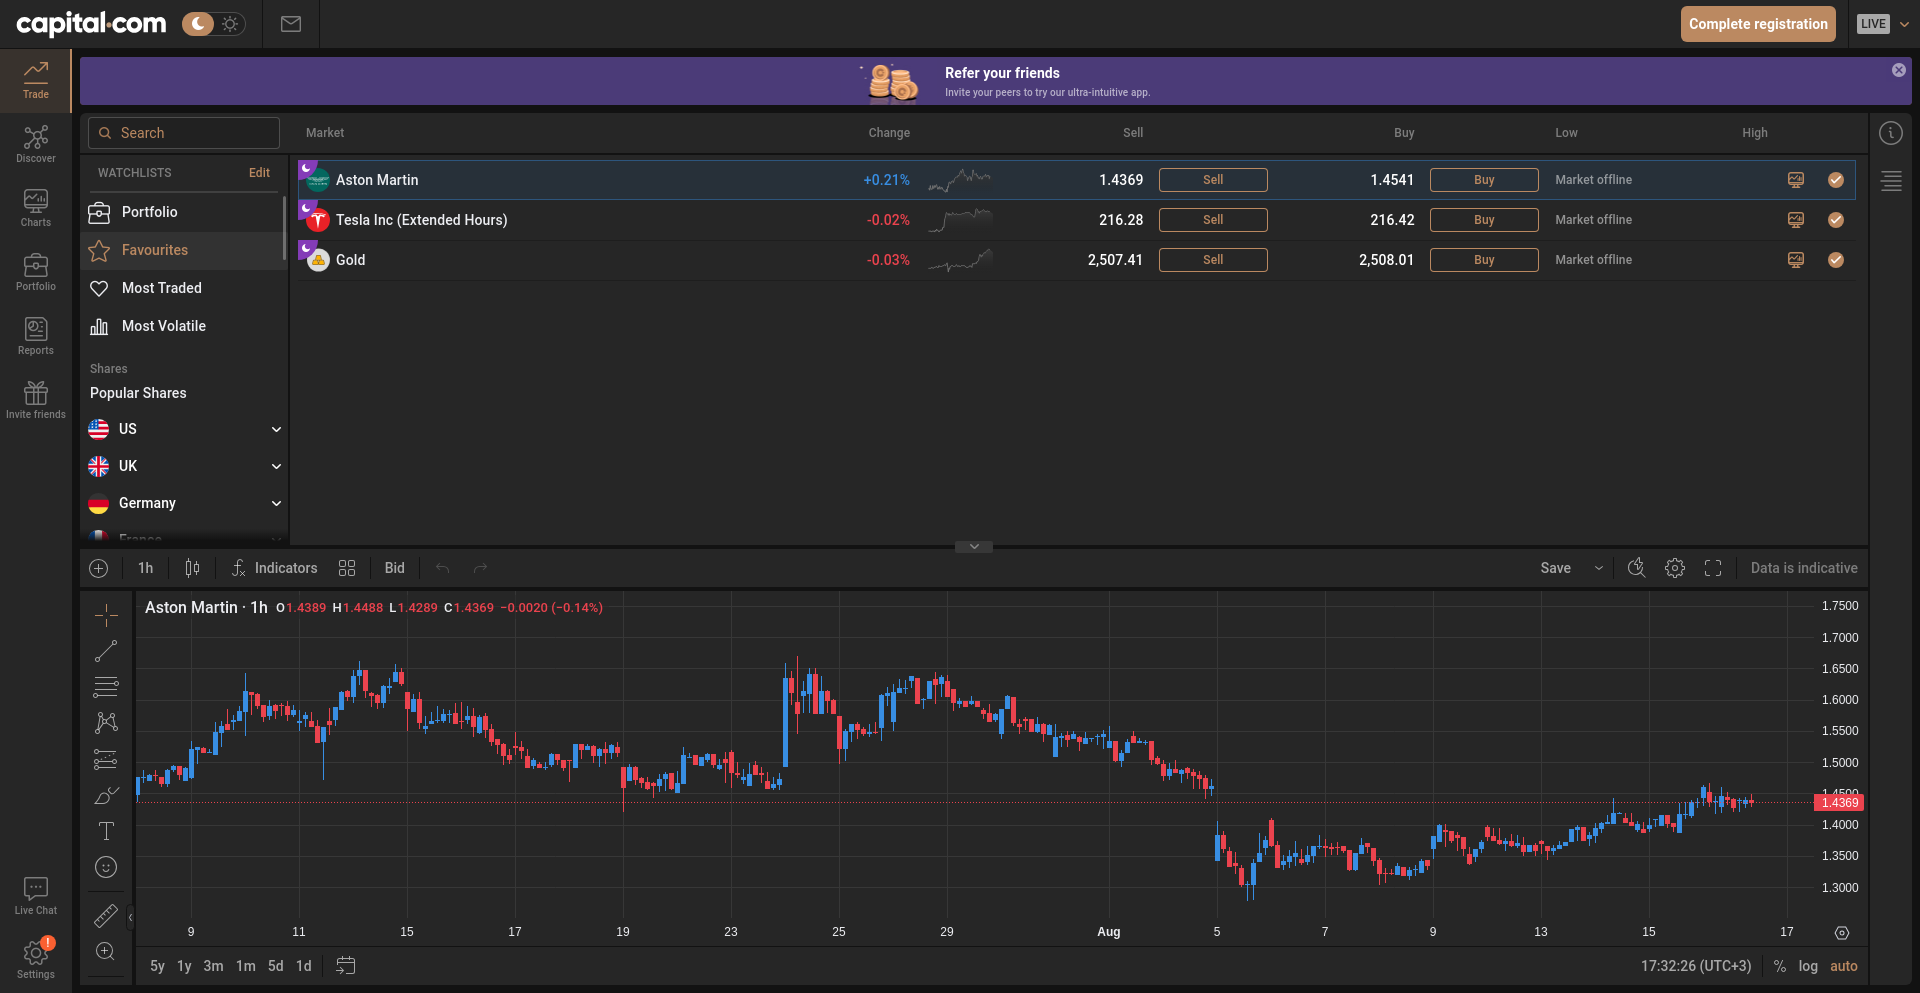 capital.com
Complete registration
LIVE
Trade
Discover
Charts
Portfolio
Reports
Invite friends
Live Chat
!
Settings
Refer your friends
Invite your peers to try our ultra-intuitive app.
Search
Market Change Sell Buy Low High
WATCHLISTS Edit
Portfolio
Favourites
Most Traded
Most Volatile
Shares
Popular Shares
US
UK
Germany
France
Aston Martin +0.21% 1.4369 Sell 1.4541 Buy Market offline
Tesla Inc (Extended Hours) -0.02% 216.28 Sell 216.42 Buy Market offline
Gold -0.03% 2,507.41 Sell 2,508.01 Buy Market offline
1h Indicators Bid Save Data is indicative
Aston Martin · 1h O1.4389 H1.4488 L1.4289 C1.4369 −0.0020 (−0.14%)
1.7500
1.7000
1.6500
1.6000
1.5500
1.5000
1.4500
1.4369
1.4000
1.3500
1.3000
9 11 15 17 19 23 25 29 Aug 5 7 9 13 15 17
5y 1y 3m 1m 5d 1d 17:32:26 (UTC+3) % log auto